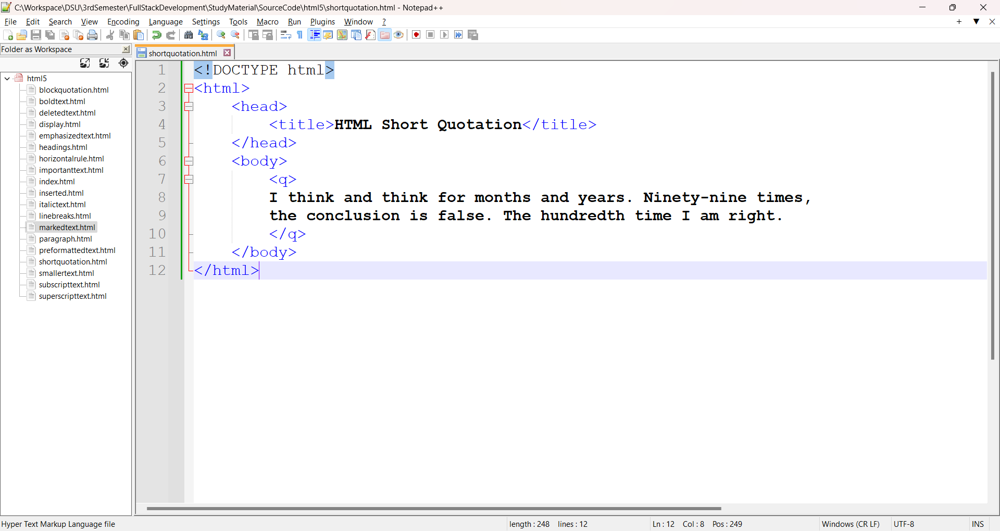 C:\Workspace\DSU\3rdSemester\FullStackDevelopment\StudyMaterial\SourceCode\html5\shortquotation.html - Notepad++
File Edit Search View Encoding Language Settings Tools Macro Run Plugins Window ?
Folder as Workspace
shortquotation.html
html5
blockquotation.html
boldtext.html
deletedtext.html
display.html
emphasizedtext.html
headings.html
horizontalrule.html
importanttext.html
index.html
inserted.html
italictext.html
linebreaks.html
markedtext.html
paragraph.html
preformattedtext.html
shortquotation.html
smallertext.html
subscripttext.html
superscripttext.html
1 <!DOCTYPE html>
2 <html>
3 <head>
4 <title>HTML Short Quotation</title>
5 </head>
6 <body>
7 <q>
8 I think and think for months and years. Ninety-nine times,
9 the conclusion is false. The hundredth time I am right.
10 </q>
11 </body>
12 </html>
Hyper Text Markup Language file length : 248 lines : 12 Ln : 12 Col : 8 Pos : 249 Windows (CR LF) UTF-8 INS